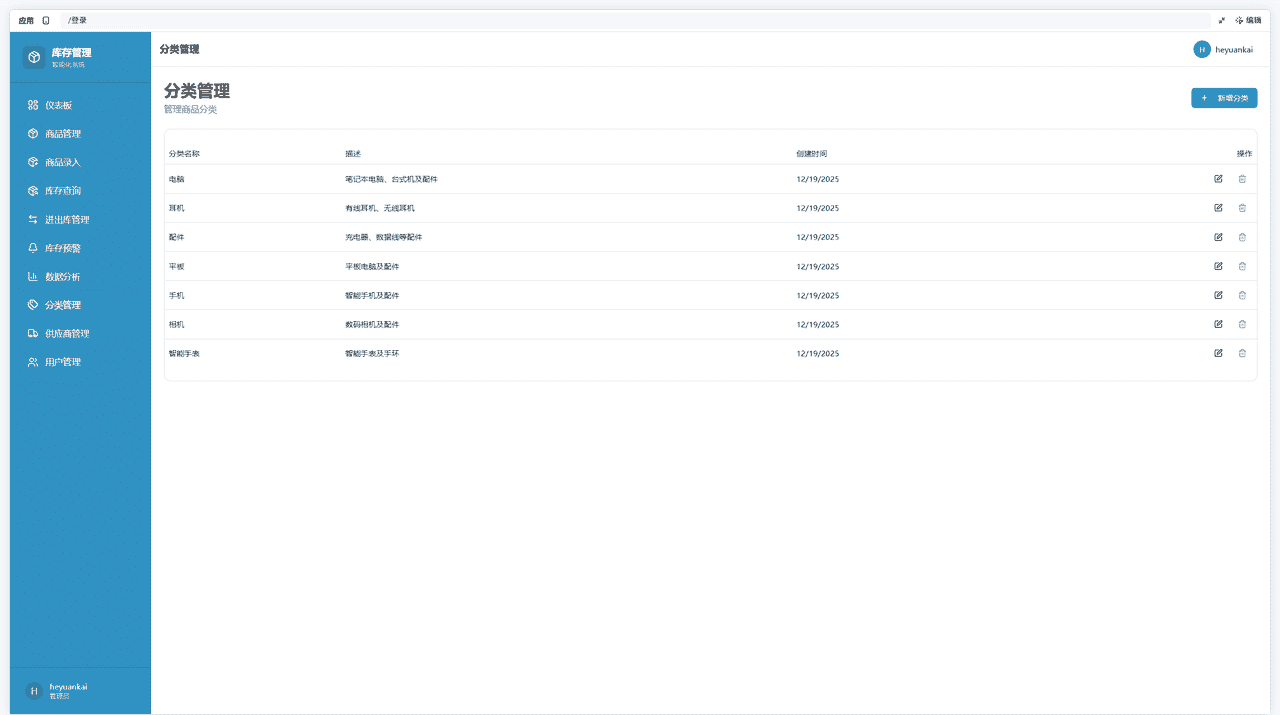 应用 /登录 编辑
库存管理
智能化系统
仪表板
商品管理
商品录入
库存查询
进出库管理
库存预警
数据分析
分类管理
供应商管理
用户管理
H heyuankai
管理员
分类管理
H heyuankai
分类管理
管理商品分类
+ 新增分类
分类名称 描述 创建时间 操作
电脑 笔记本电脑、台式机及配件 12/19/2025
耳机 有线耳机、无线耳机 12/19/2025
配件 充电器、数据线等配件 12/19/2025
平板 平板电脑及配件 12/19/2025
手机 智能手机及配件 12/19/2025
相机 数码相机及配件 12/19/2025
智能手表 智能手表及手环 12/19/2025